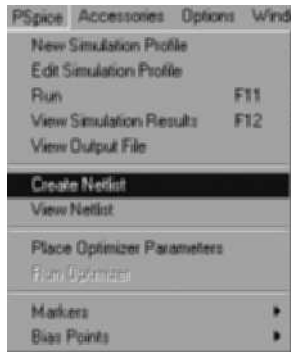 PSpice Accessories Options Wind
New Simulation Profile
Edit Simulation Profile
Run F11
View Simulation Results F12
View Output File
Create Netlist
View Netlist
Place Optimizer Parameters
Run Optimizer
Markers
Bias Points